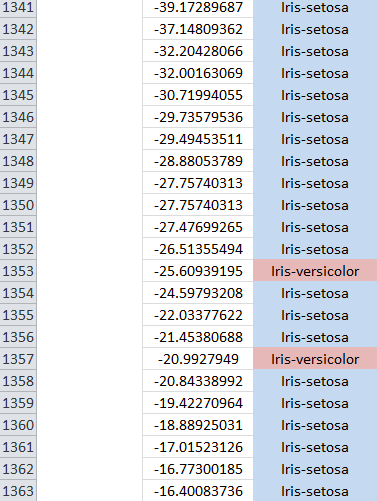 1341 -39.17289687 Iris-setosa
1342 -37.14809362 Iris-setosa
1343 -32.20428066 Iris-setosa
1344 -32.00163069 Iris-setosa
1345 -30.71994055 Iris-setosa
1346 -29.73579536 Iris-setosa
1347 -29.49453511 Iris-setosa
1348 -28.88053789 Iris-setosa
1349 -27.75740313 Iris-setosa
1350 -27.75740313 Iris-setosa
1351 -27.47699265 Iris-setosa
1352 -26.51355494 Iris-setosa
1353 -25.60939195 Iris-versicolor
1354 -24.59793208 Iris-setosa
1355 -22.03377622 Iris-setosa
1356 -21.45380688 Iris-setosa
1357 -20.9927949 Iris-versicolor
1358 -20.84338992 Iris-setosa
1359 -19.42270964 Iris-setosa
1360 -18.88925031 Iris-setosa
1361 -17.01523126 Iris-setosa
1362 -16.77300185 Iris-setosa
1363 -16.40083736 Iris-setosa